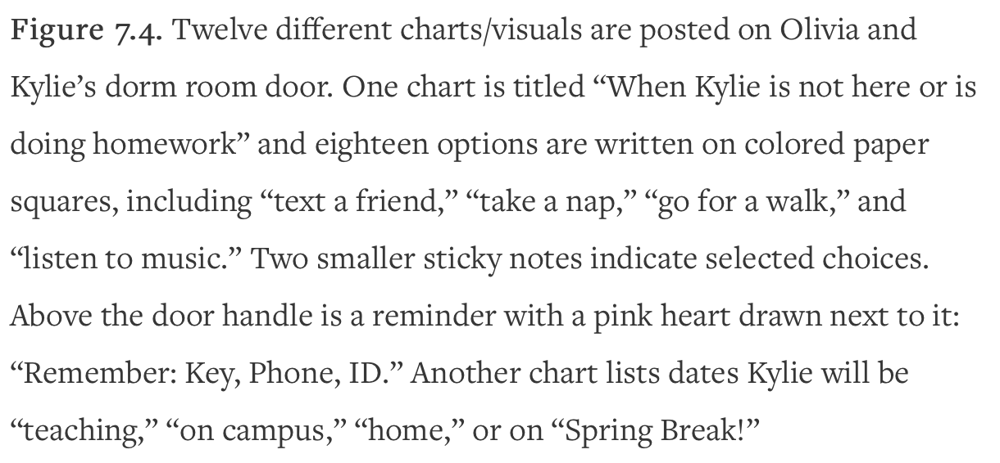 Figure 7.4. Twelve different charts/visuals are posted on Olivia and
Kylie’s dorm room door. One chart is titled “When Kylie is not here or is
doing homework” and eighteen options are written on colored paper
squares, including “text a friend,” “take a nap,” “go for a walk,” and
“listen to music.” Two smaller sticky notes indicate selected choices.
Above the door handle is a reminder with a pink heart drawn next to it:
“Remember: Key, Phone, ID.” Another chart lists dates Kylie will be
“teaching,” “on campus,” “home,” or on “Spring Break!”